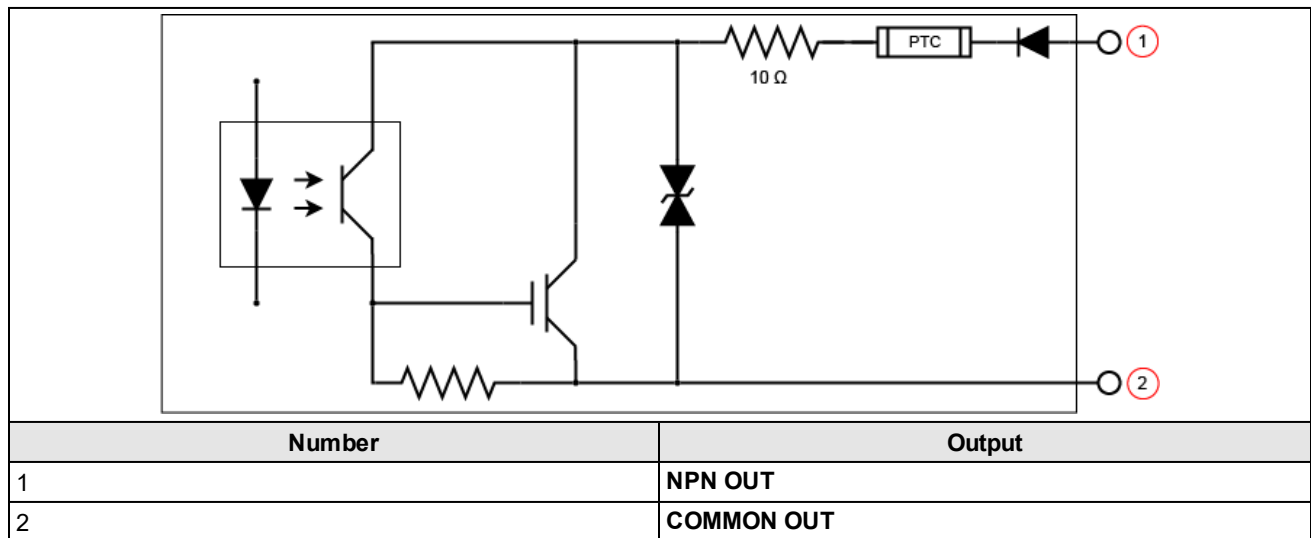 PTC
1
10 Ω
2
Number Output
1 NPN OUT
2 COMMON OUT